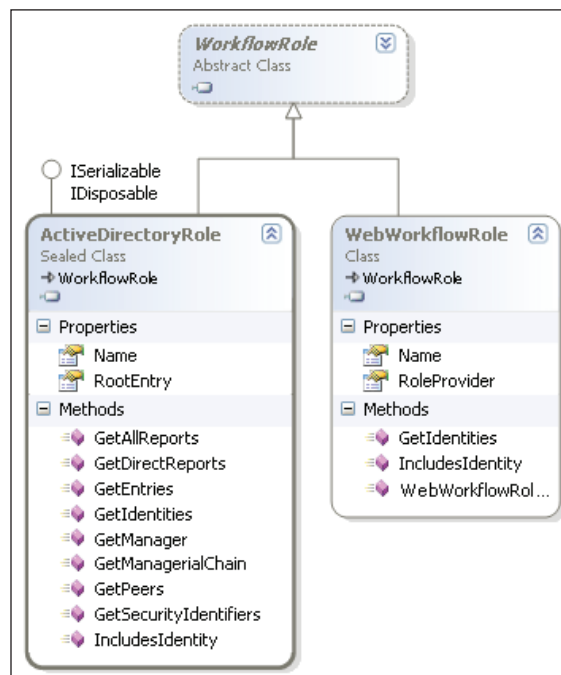 WorkflowRole
Abstract Class
ISerializable
IDisposable
ActiveDirectoryRole
Sealed Class
WorkflowRole
Properties
Name
RootEntry
Methods
GetAllReports
GetDirectReports
GetEntries
GetIdentities
GetManager
GetManagerialChain
GetPeers
GetSecurityIdentifiers
IncludesIdentity
WebWorkflowRole
Class
WorkflowRole
Properties
Name
RoleProvider
Methods
GetIdentities
IncludesIdentity
WebWorkflowRol...